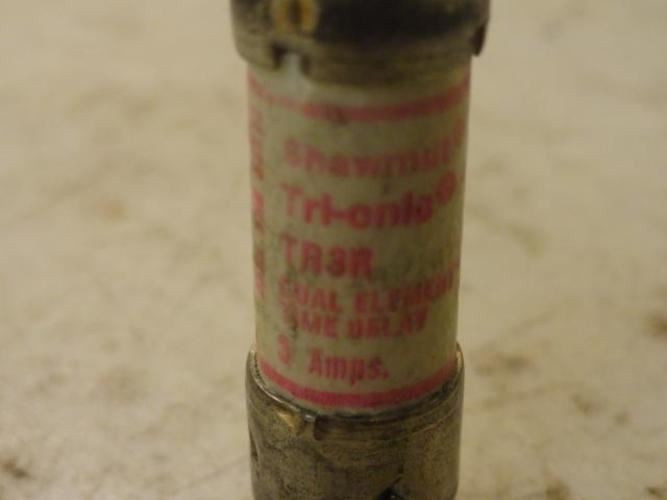 shawmut
Tri-onic®
TR3R
DUAL ELEMENT
TIME DELAY
3 Amps.